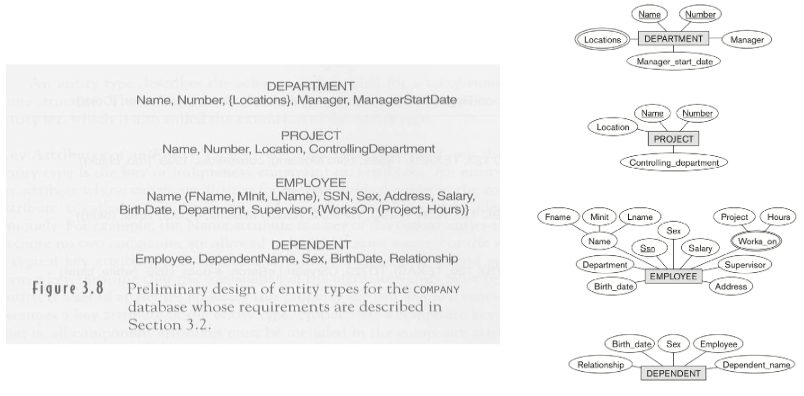 DEPARTMENT
Name, Number, {Locations}, Manager, ManagerStartDate
PROJECT
Name, Number, Location, ControllingDepartment
EMPLOYEE
Name (FName, MInit, LName), SSN, Sex, Address, Salary,
BirthDate, Department, Supervisor, {WorksOn (Project, Hours)}
DEPENDENT
Employee, DependentName, Sex, BirthDate, Relationship
Figure 3.8 Preliminary design of entity types for the COMPANY
database whose requirements are described in
Section 3.2.
Name Number
Locations DEPARTMENT Manager
Manager_start_date
Name Number
Location
PROJECT
Controlling_department
Fname Minit Lname Project Hours
Name Ssn Sex Salary Works_on
Department Supervisor
EMPLOYEE
Birth_date Address
Birth_date Sex Employee
Relationship Dependent_name
DEPENDENT